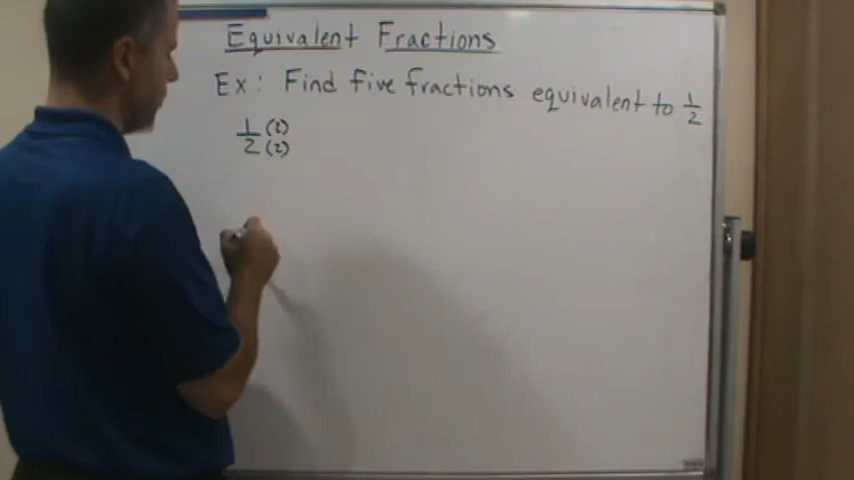 Equivalent Fractions
Ex: Find five fractions equivalent to 1/2
1 (2)
2 (2)